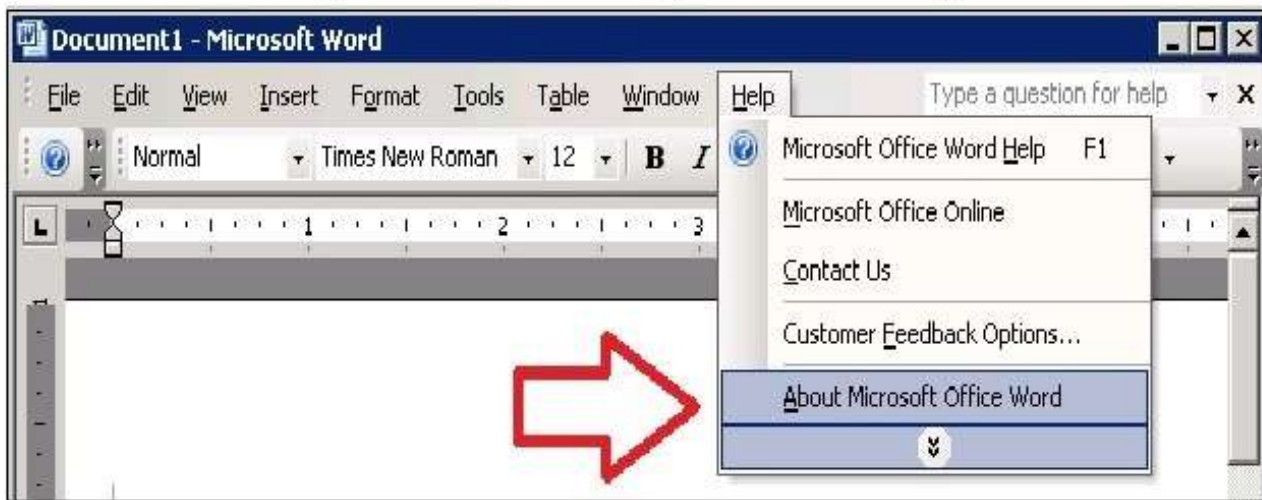 Document1 - Microsoft Word
File Edit View Insert Format Tools Table Window Help Type a question for help X
Normal Times New Roman 12 B I
Microsoft Office Word Help F1
L 1 2 3
Microsoft Office Online
Contact Us
Customer Feedback Options...
About Microsoft Office Word